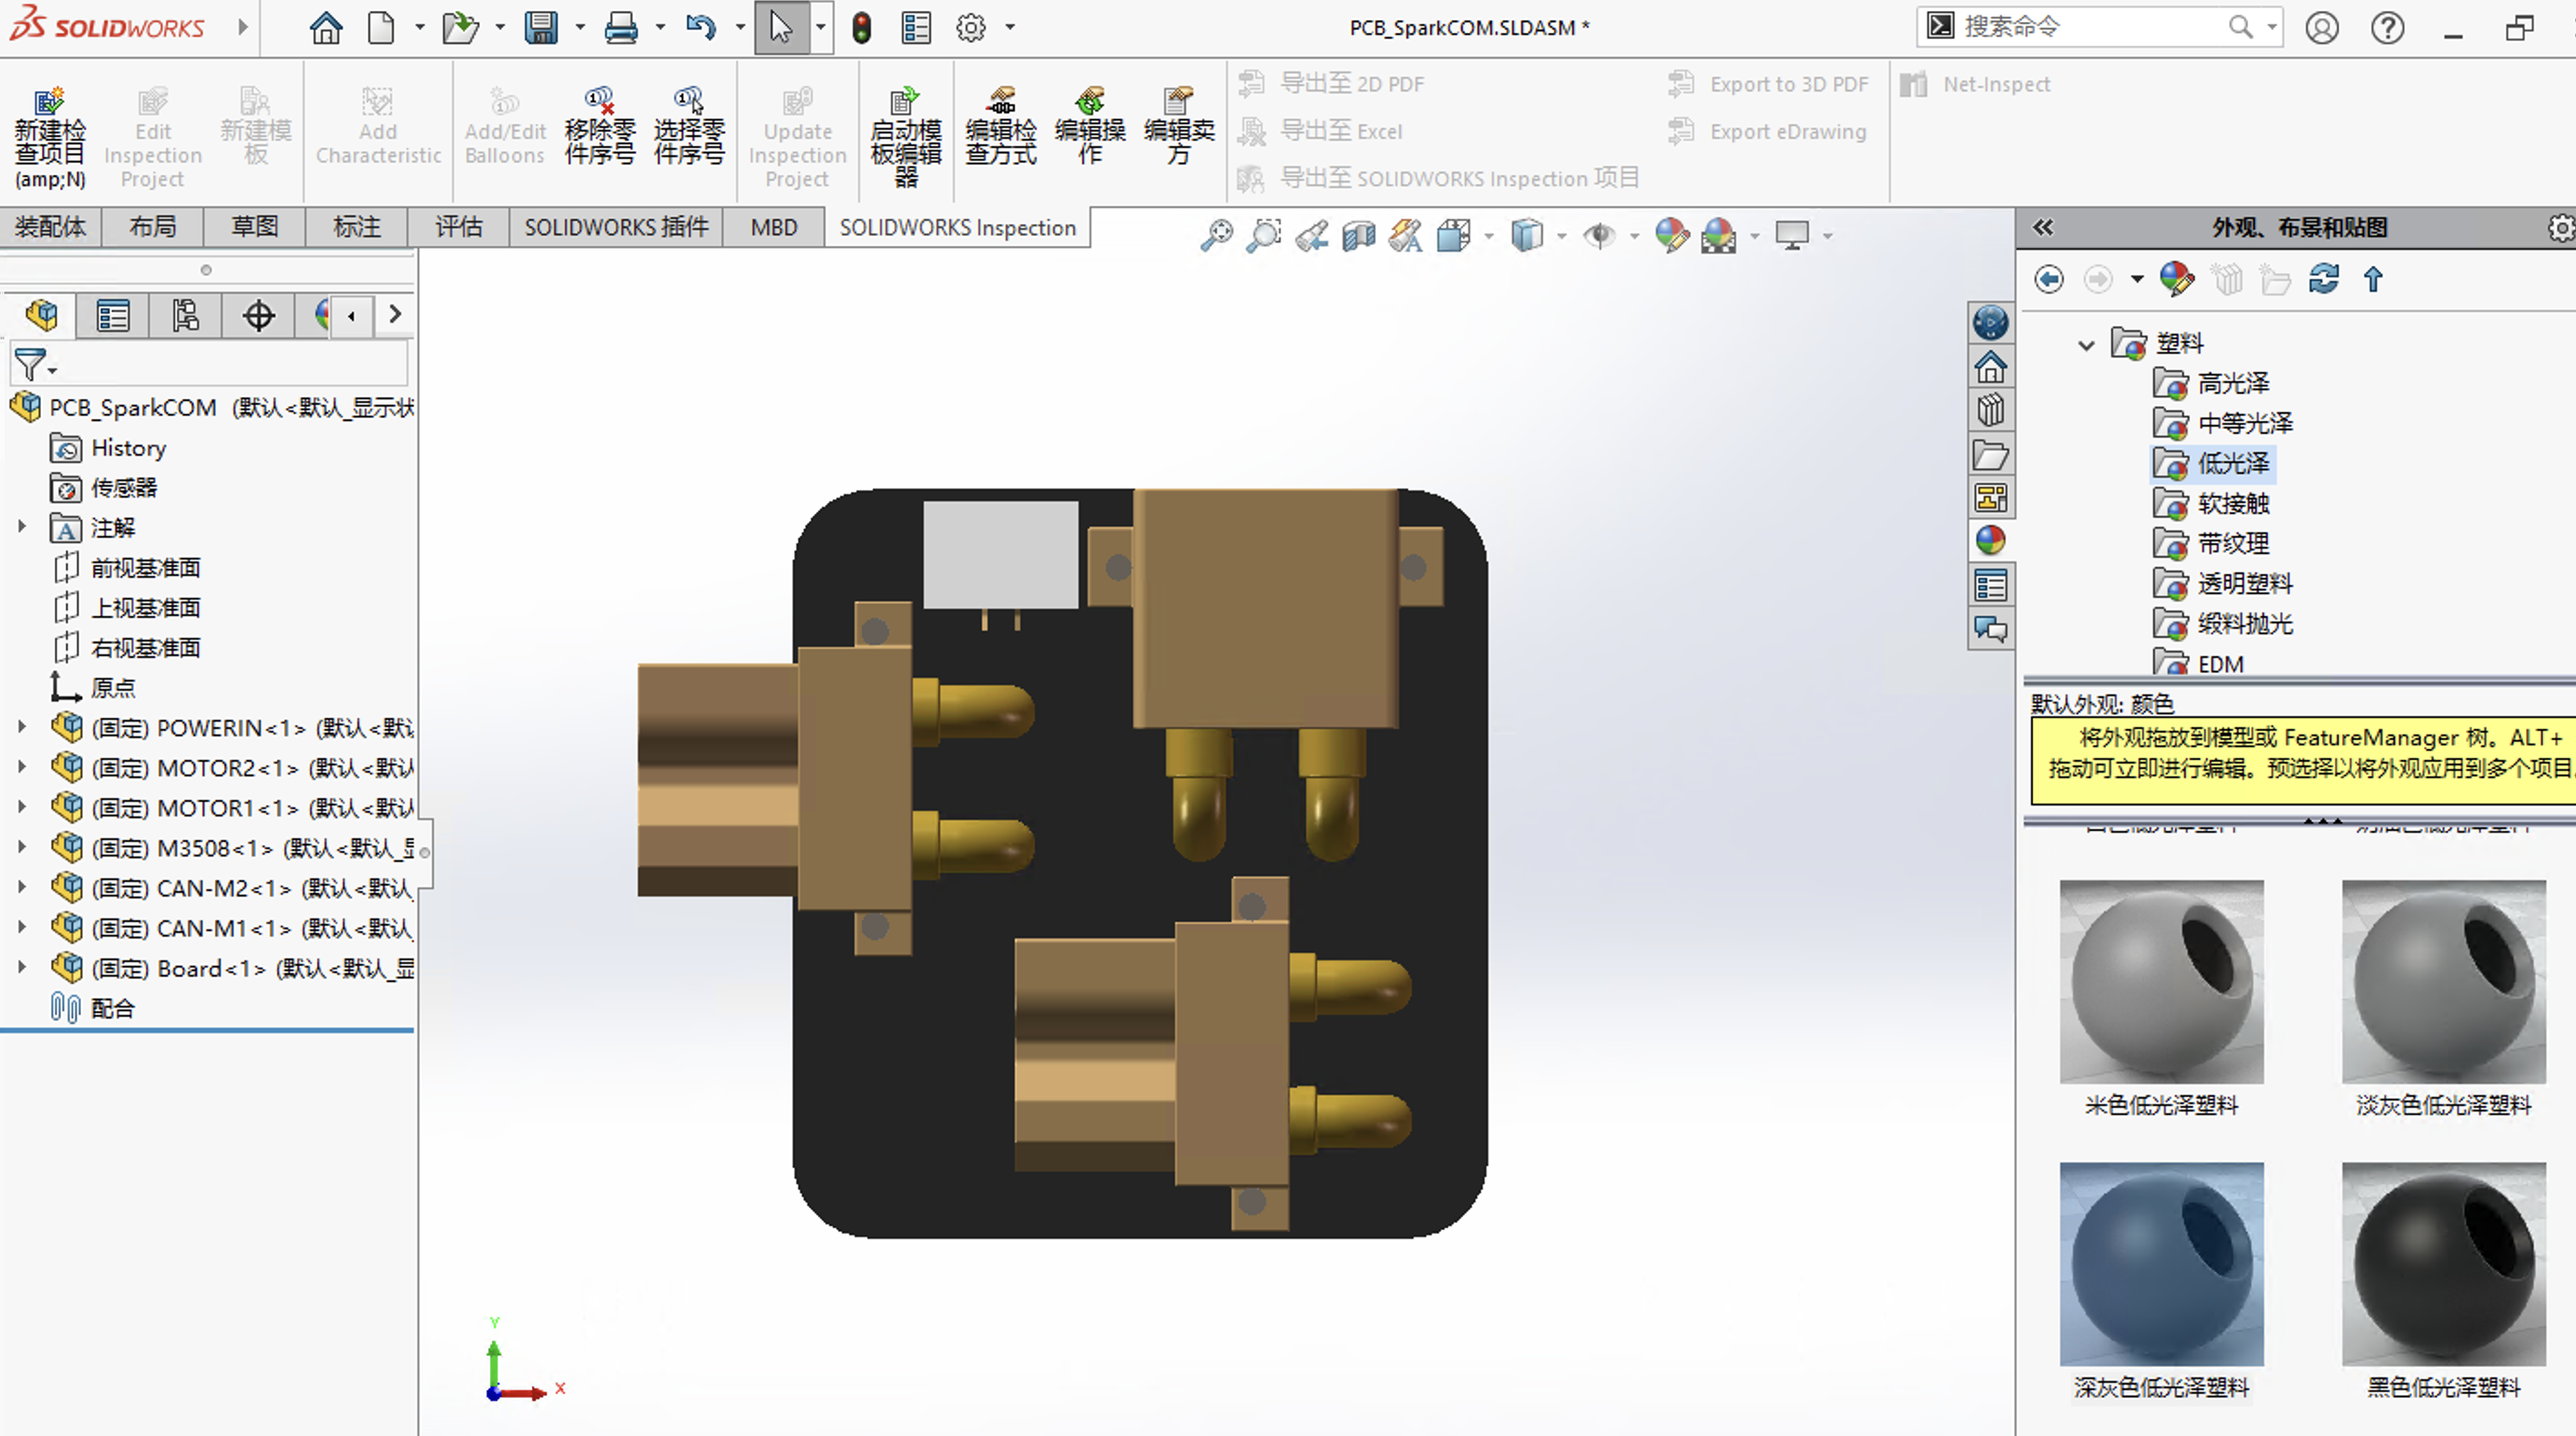 SOLIDWORKS
PCB_SparkCOM.SLDASM *
搜索命令
新建检
查项目
(amp;N)
Edit
Inspection
Project
新建模
板
Add
Characteristic
Add/Edit
Balloons
移除零
件序号
选择零
件序号
Update
Inspection
Project
启动模
板编辑
器
编辑检
查方式
编辑操
作
编辑卖
方
导出至 2D PDF
导出至 Excel
导出至 SOLIDWORKS Inspection 项目
Export to 3D PDF
Export eDrawing
Net-Inspect
装配体
布局
草图
标注
评估
SOLIDWORKS 插件
MBD
SOLIDWORKS Inspection
PCB_SparkCOM (默认<默认_显示状
History
传感器
注解
前视基准面
上视基准面
右视基准面
原点
(固定) POWERIN<1> (默认<默认
(固定) MOTOR2<1> (默认<默认
(固定) MOTOR1<1> (默认<默认
(固定) M3508<1> (默认<默认_显
(固定) CAN-M2<1> (默认<默认_
(固定) CAN-M1<1> (默认<默认_
(固定) Board<1> (默认<默认_显
配合
Y
X
外观、布景和贴图
塑料
高光泽
中等光泽
低光泽
软接触
带纹理
透明塑料
缎料抛光
EDM
默认外观: 颜色
将外观拖放到模型或 FeatureManager 树。ALT+
拖动可立即进行编辑。预选择以将外观应用到多个项目
米色低光泽塑料
淡灰色低光泽塑料
深灰色低光泽塑料
黑色低光泽塑料